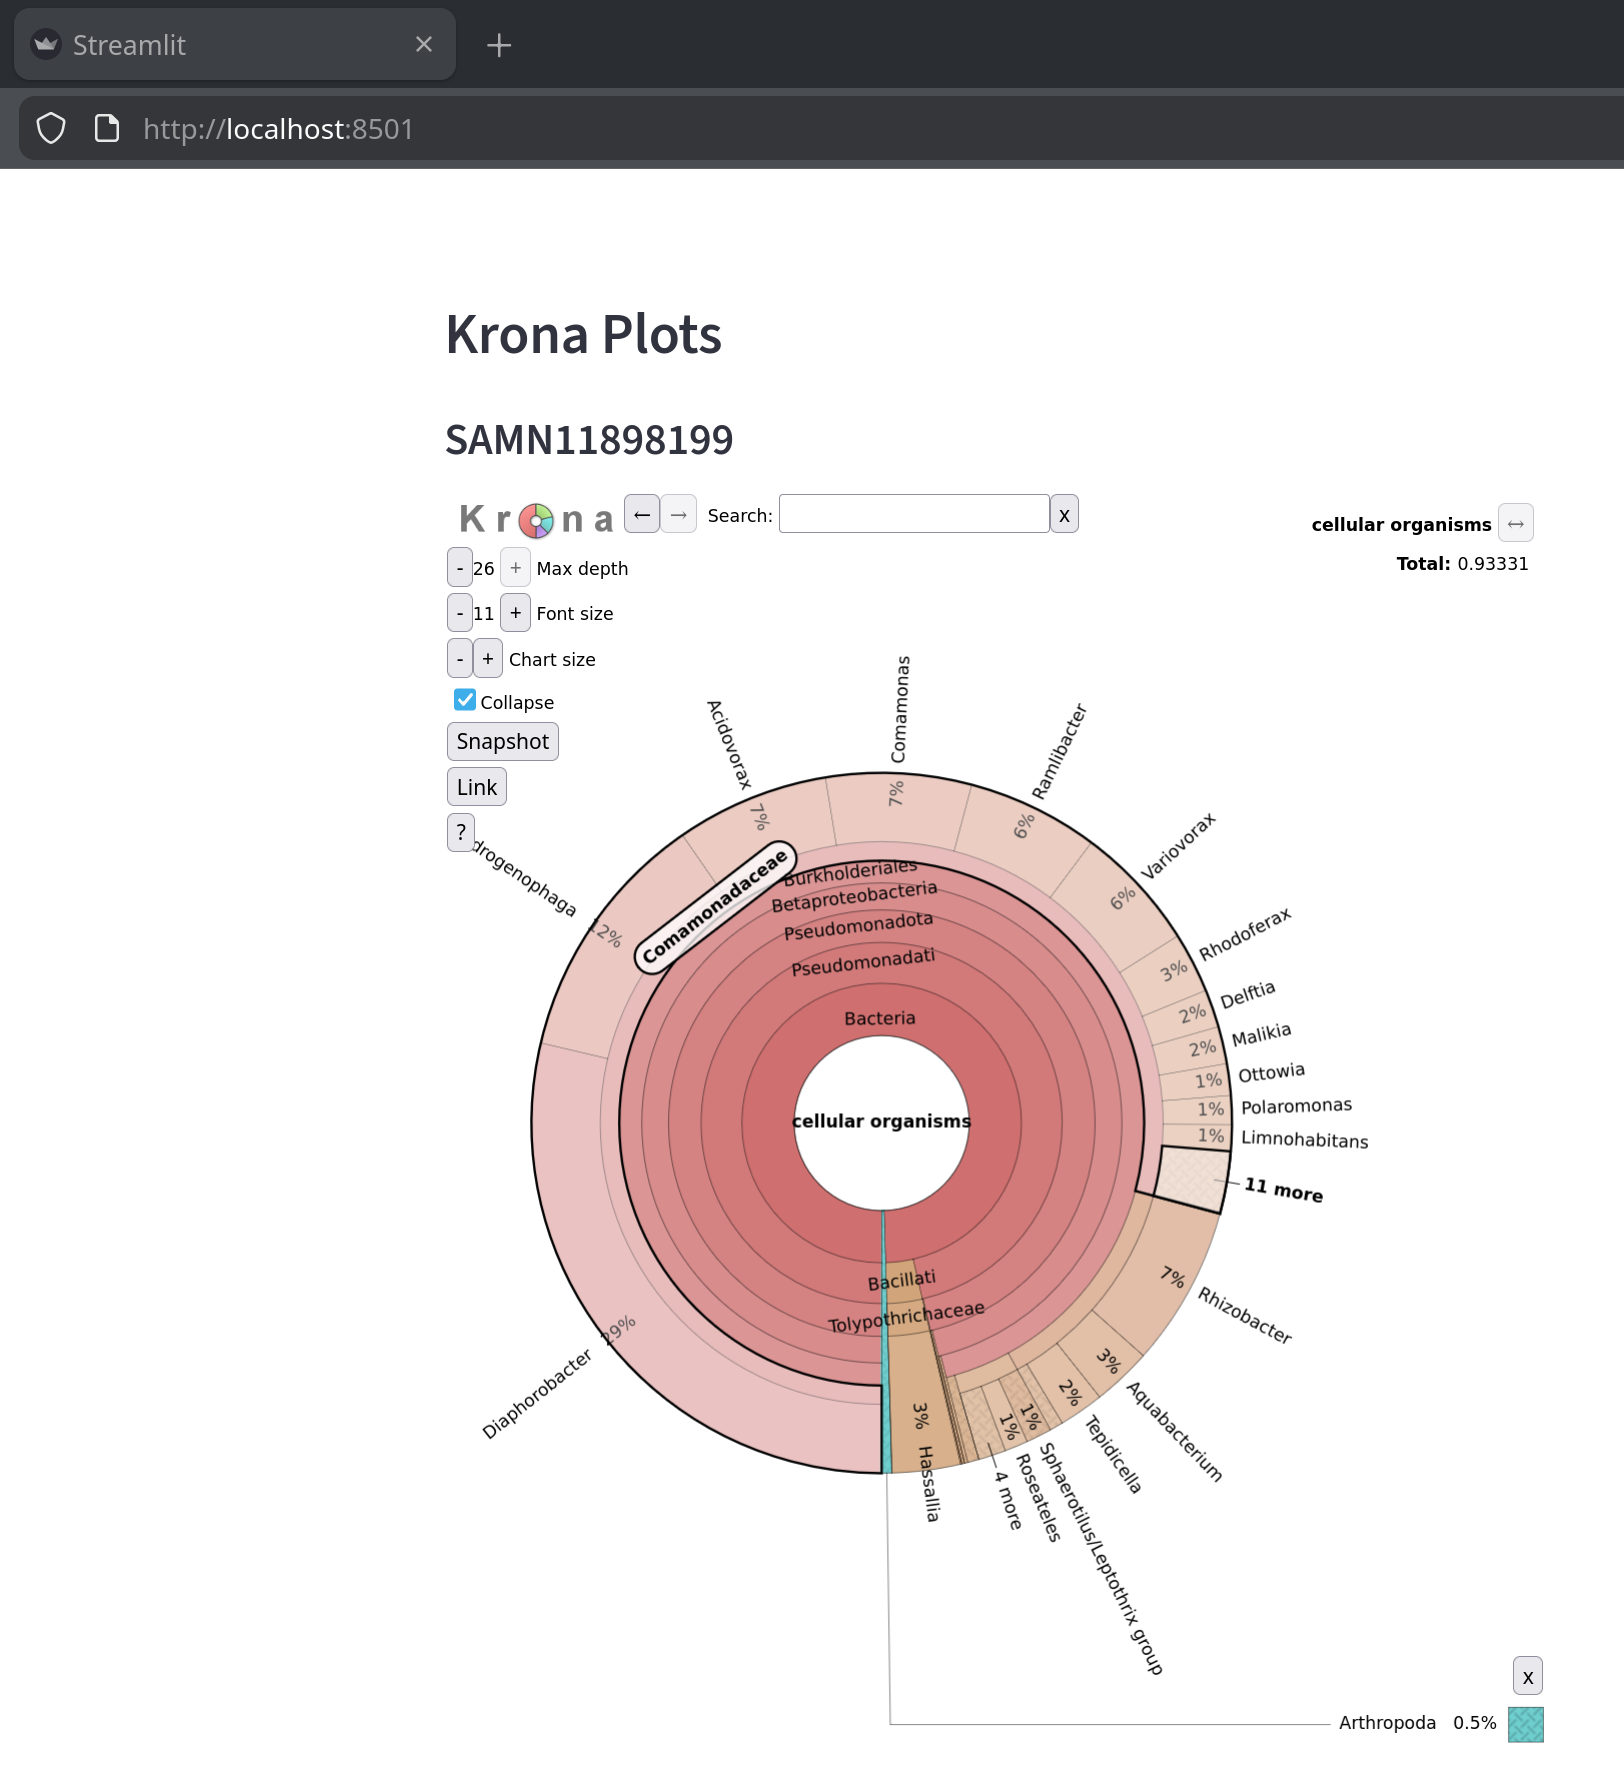 Streamlit
http://localhost:8501
Krona Plots
SAMN11898199
Krona
← → Search: x
cellular organisms ↔
Total: 0.93331
- 26 + Max depth
- 11 + Font size
- + Chart size
Collapse
Snapshot
Link
?
drogenophaga
12%
Acidovorax
7%
Comamonas
7%
Ramlibacter
6%
Variovorax
6%
Rhodoferax
3%
Delftia
2%
Malikia
2%
Ottowia
1%
Polaromonas
1%
Limnohabitans
1%
11 more
Comamonadaceae
Burkholderiales
Betaproteobacteria
Pseudomonadota
Pseudomonadati
Bacteria
cellular organisms
Bacillati
Tolypothrichaceae
7%
Rhizobacter
3%
Aquabacterium
2%
Tepidicella
1%
Sphaerotilus/Leptothrix group
1%
Roseateles
4 more
3%
Hassallia
29%
Diaphorobacter
x
Arthropoda 0.5%